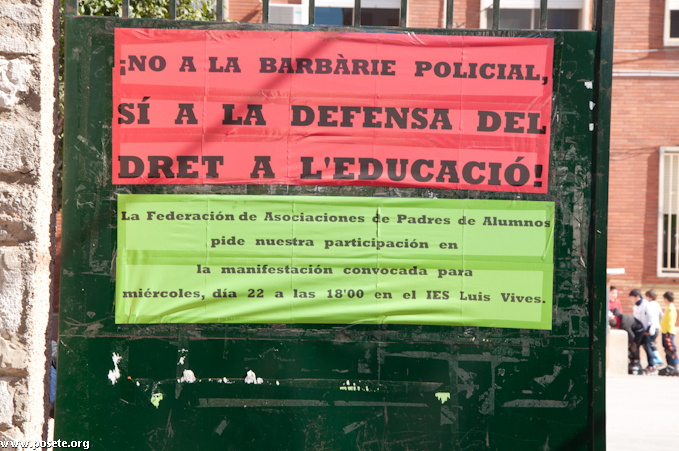 ¡NO A LA BARBÀRIE POLICIAL,
SÍ A LA DEFENSA DEL
DRET A L'EDUCACIÓ!
La Federación de Asociaciones de Padres de Alumnos
pide nuestra participación en
la manifestación convocada para
miércoles, día 22 a las 18'00 en el IES Luis Vives.
www.posete.org